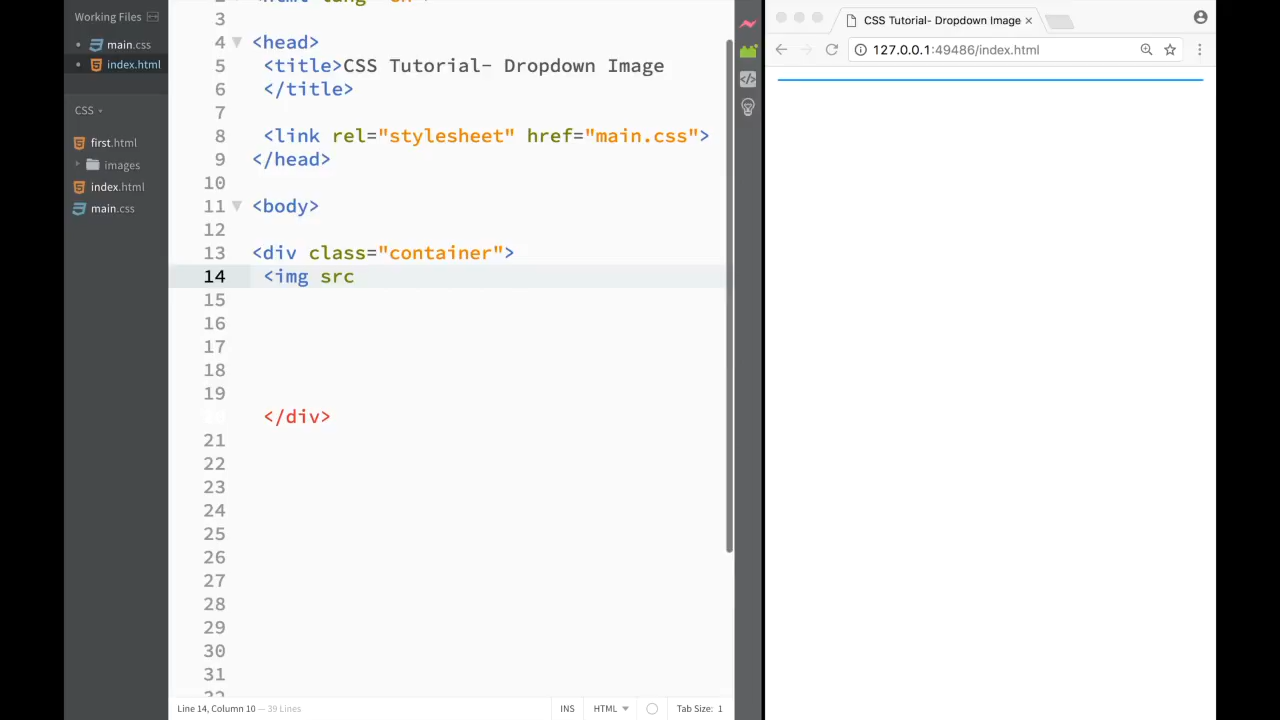 Working Files
main.css
index.html
CSS
first.html
images
index.html
main.css
3
4 <head>
5 <title>CSS Tutorial- Dropdown Image
6 </title>
7
8 <link rel="stylesheet" href="main.css">
9 </head>
10
11 <body>
12
13 <div class="container">
14 <img src
15
16
17
18
19
</div>
21
22
23
24
25
26
27
28
29
30
31
Line 14, Column 10 — 39 Lines
INS
HTML
Tab Size: 1
CSS Tutorial- Dropdown Image
127.0.0.1:49486/index.html